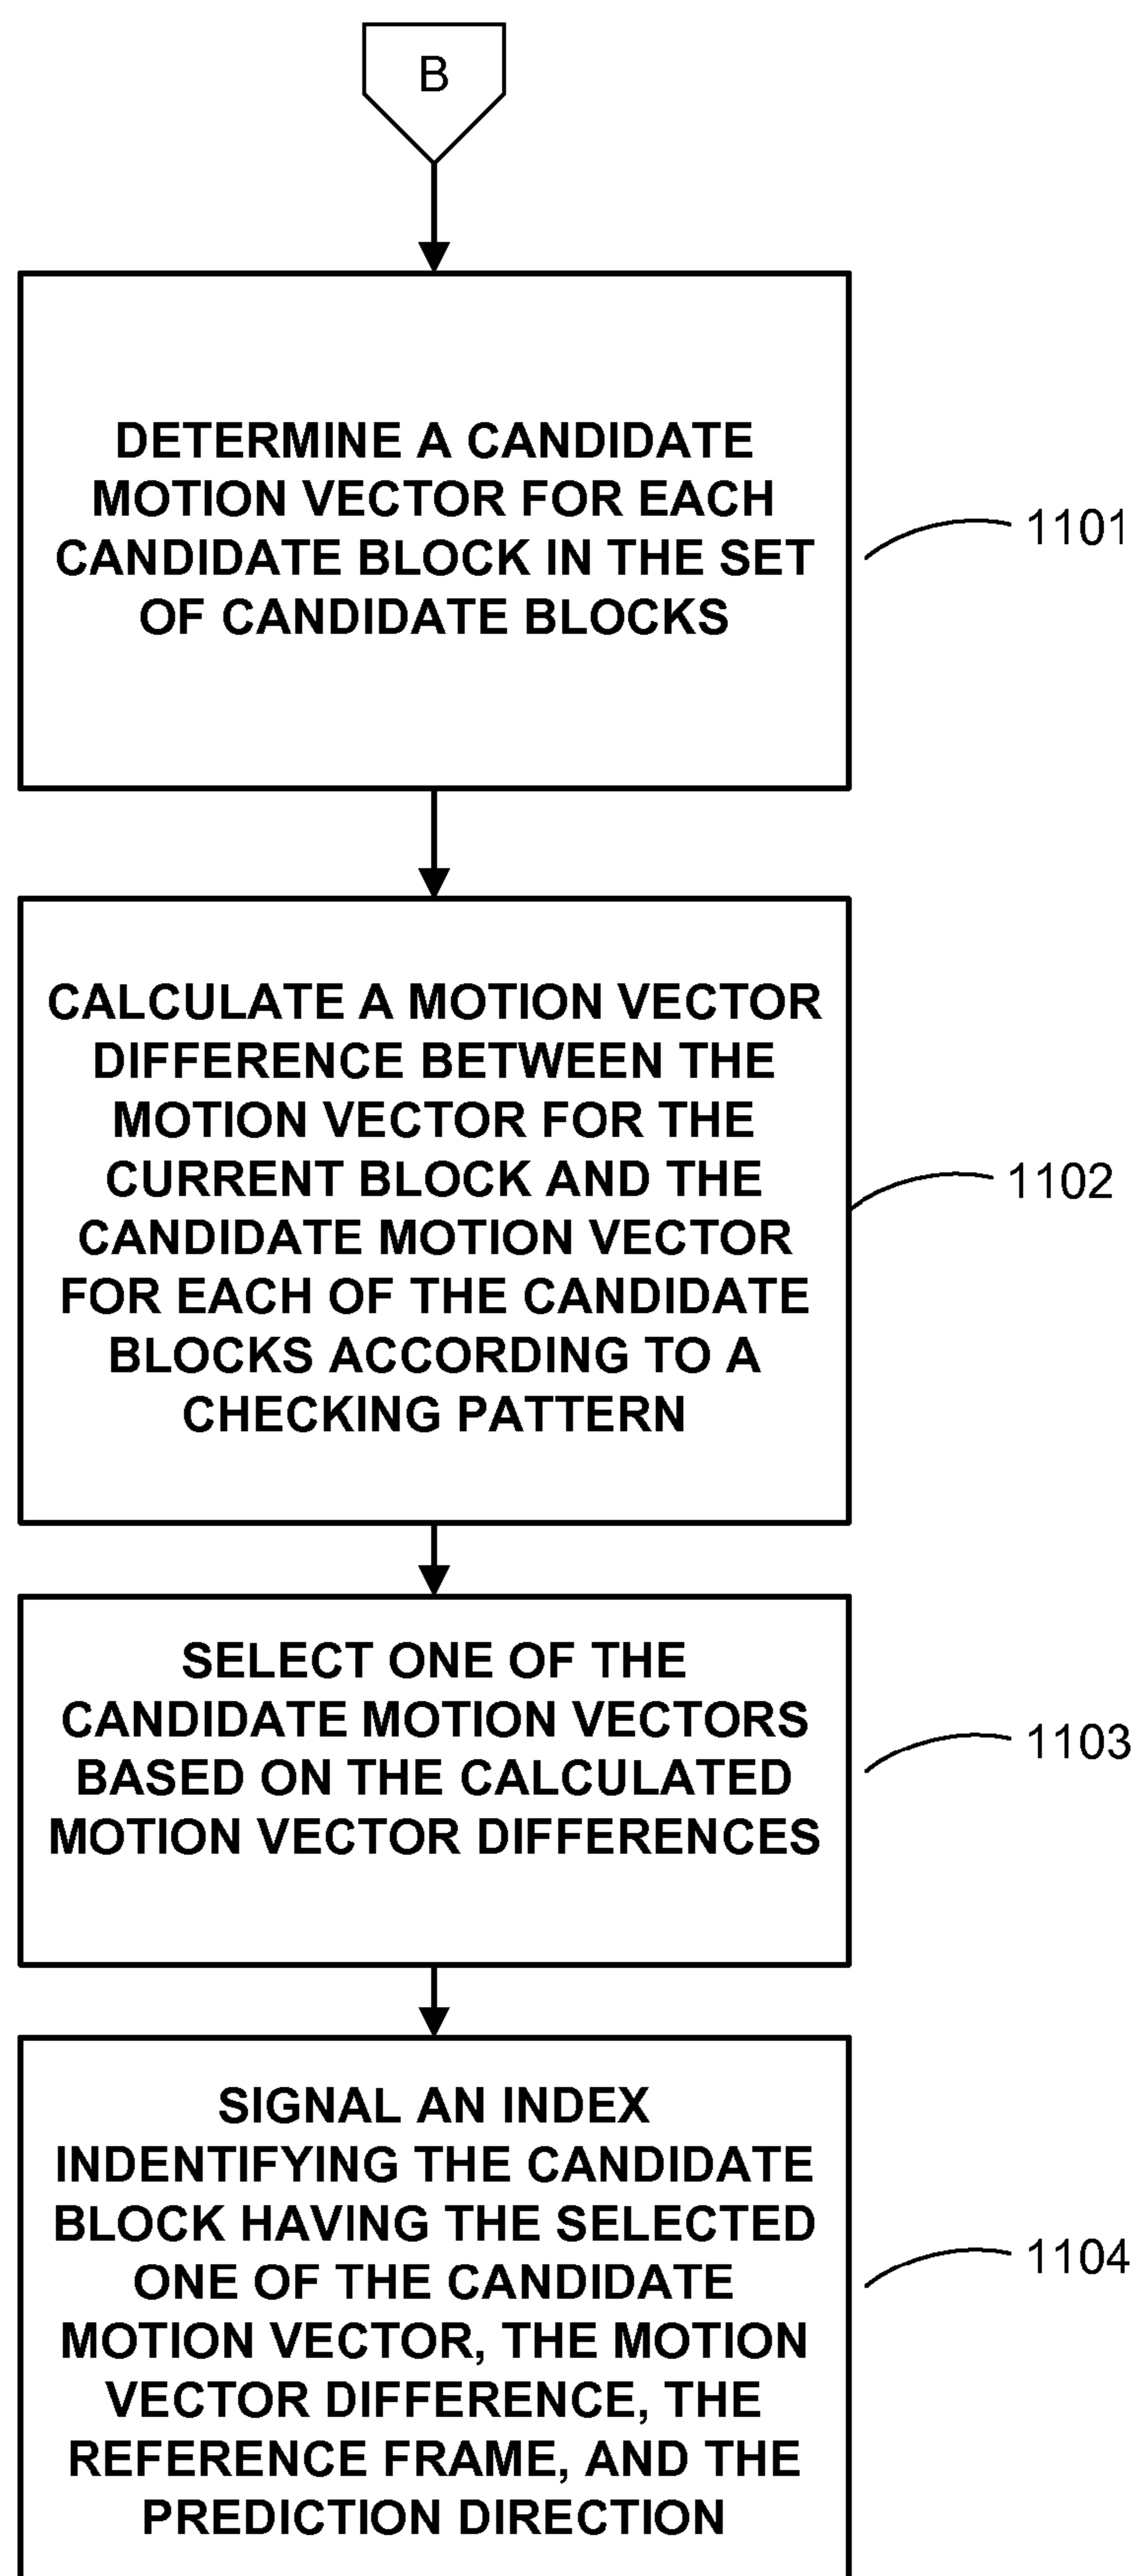 B
DETERMINE A CANDIDATE
MOTION VECTOR FOR EACH
CANDIDATE BLOCK IN THE SET
OF CANDIDATE BLOCKS
1101
CALCULATE A MOTION VECTOR
DIFFERENCE BETWEEN THE
MOTION VECTOR FOR THE
CURRENT BLOCK AND THE
CANDIDATE MOTION VECTOR
FOR EACH OF THE CANDIDATE
BLOCKS ACCORDING TO A
CHECKING PATTERN
1102
SELECT ONE OF THE
CANDIDATE MOTION VECTORS
BASED ON THE CALCULATED
MOTION VECTOR DIFFERENCES
1103
SIGNAL AN INDEX
INDENTIFYING THE CANDIDATE
BLOCK HAVING THE SELECTED
ONE OF THE CANDIDATE
MOTION VECTOR, THE MOTION
VECTOR DIFFERENCE, THE
REFERENCE FRAME, AND THE
PREDICTION DIRECTION
1104